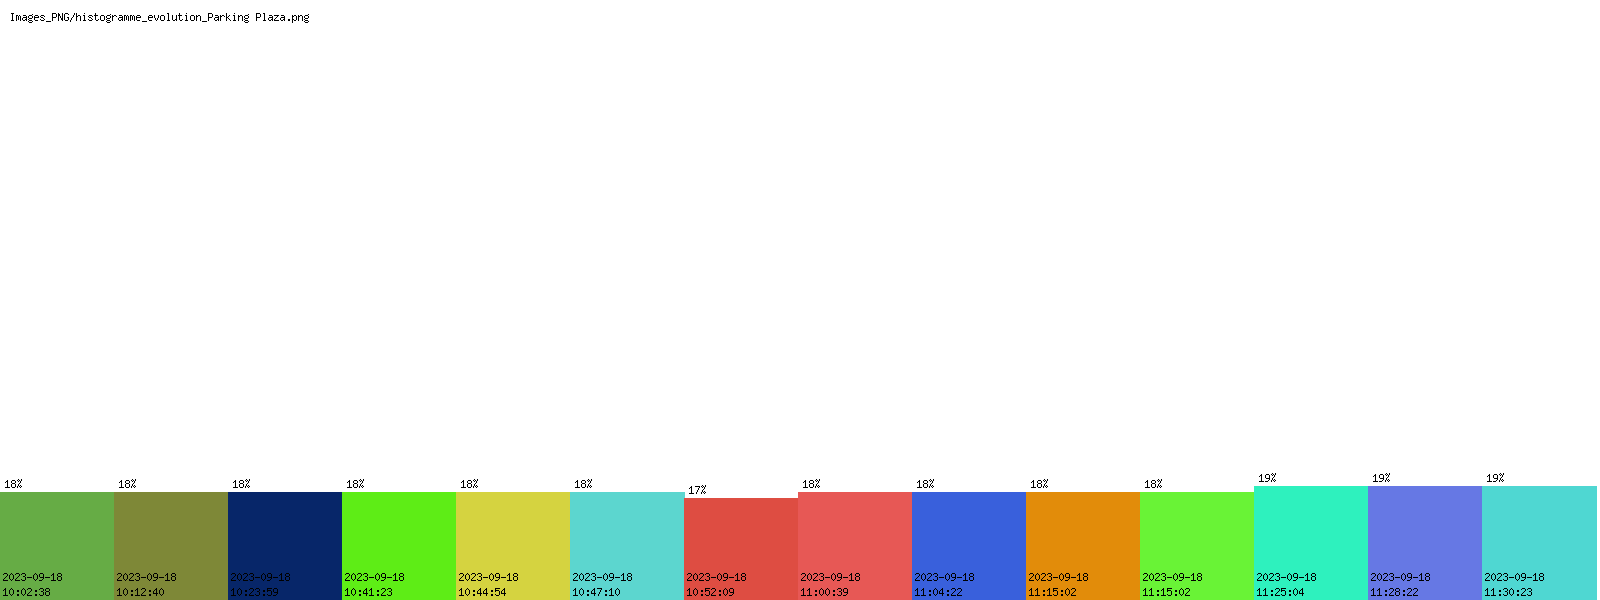 Images_PNG/histogramme_evolution_Parking Plaza.png
19% 19% 19%
18% 18% 18% 18% 18% 18% 17% 18% 18% 18% 18%
2023-09-18 2023-09-18 2023-09-18 2023-09-18 2023-09-18 2023-09-18 2023-09-18 2023-09-18 2023-09-18 2023-09-18 2023-09-18 2023-09-18 2023-09-18 2023-09-18
10:02:38 10:12:40 10:23:59 10:41:23 10:44:54 10:47:10 10:52:09 11:00:39 11:04:22 11:15:02 11:15:02 11:25:04 11:28:22 11:30:23